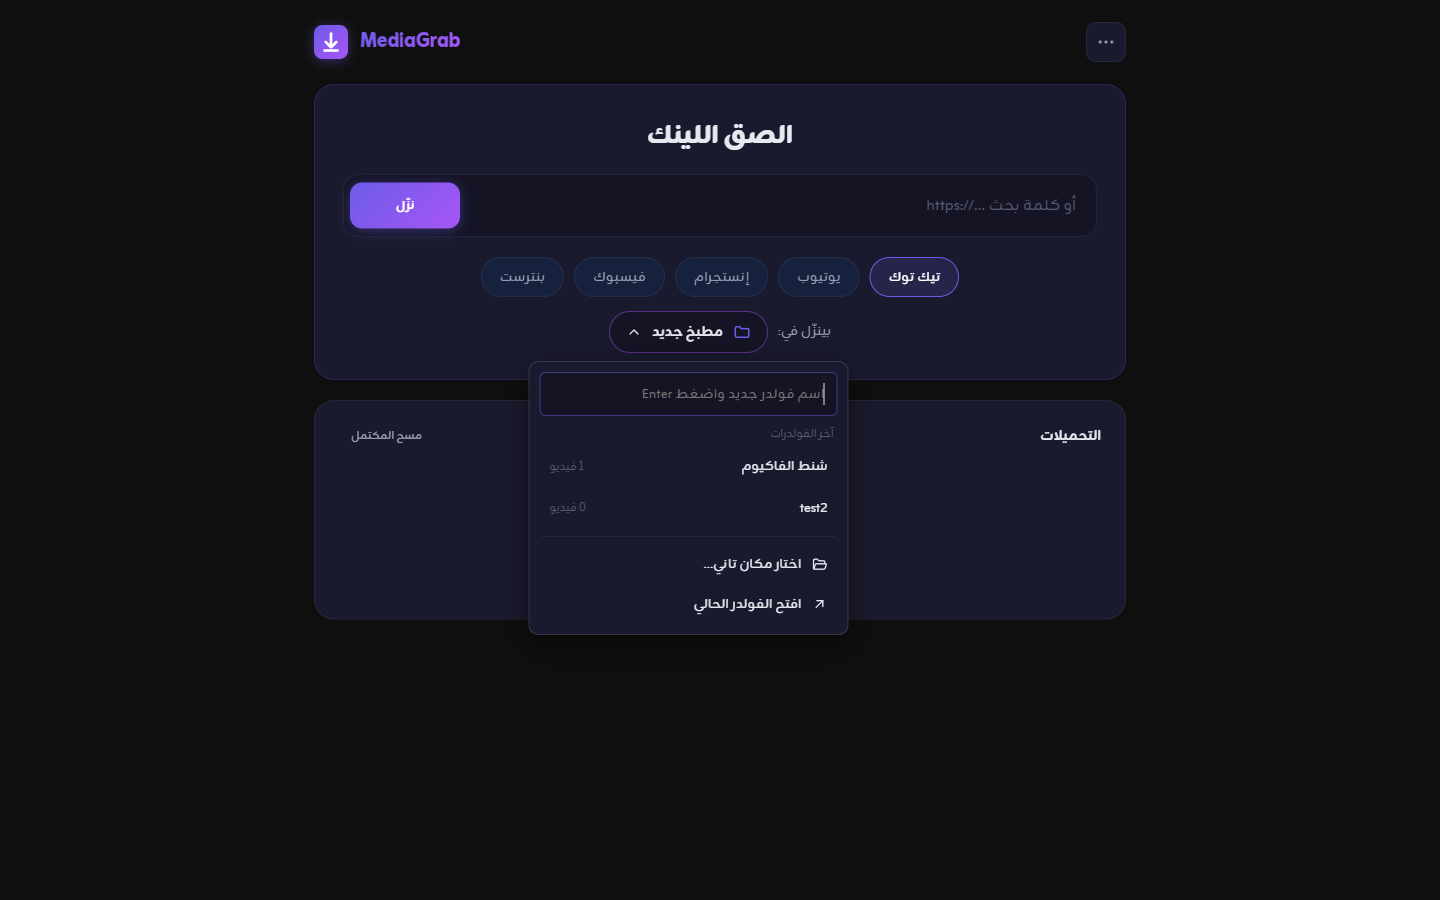 MediaGrab
الصق اللينك
أو كلمة بحث ...//:https
نزّل
تيك توك
يوتيوب
إنستجرام
فيسبوك
بنترست
بينزّل في:
مطبخ جديد
اسم فولدر جديد واضغط Enter
آخر الفولدرات
شنط الفاكيوم
1 فيديو
test2
0 فيديو
اختار مكان تاني...
افتح الفولدر الحالي
التحميلات
مسح المكتمل